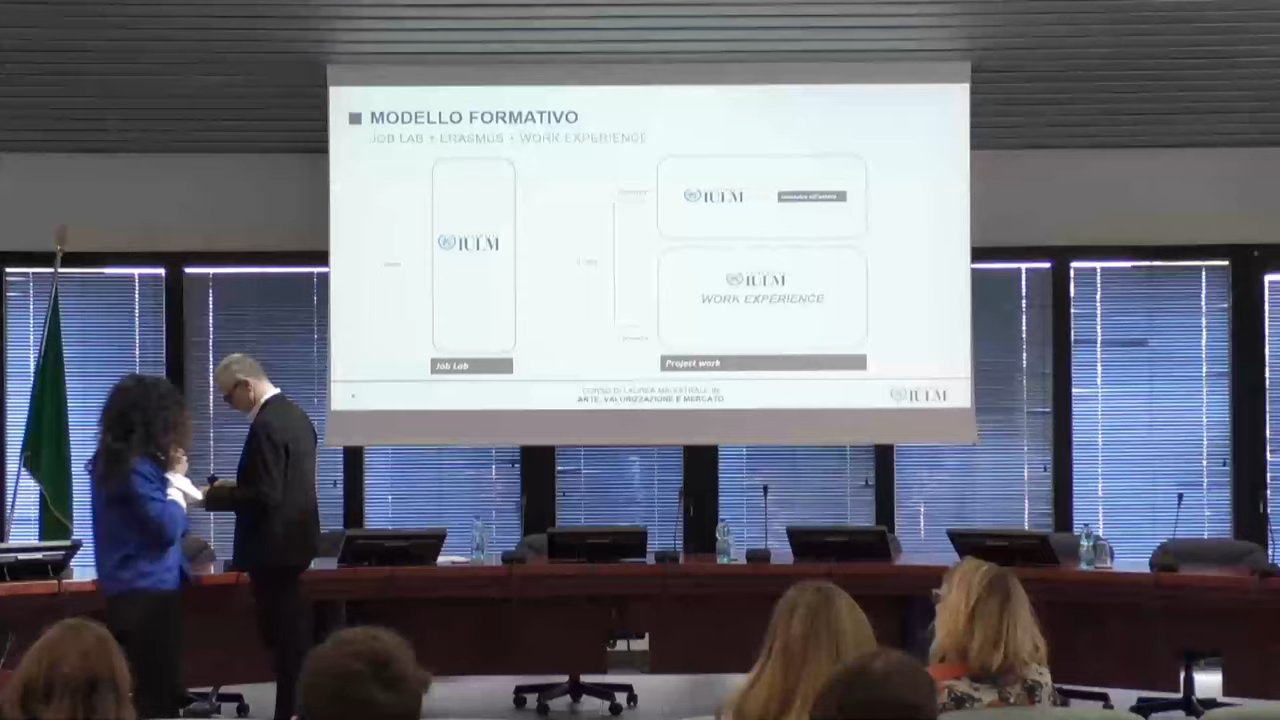 MODELLO FORMATIVO
JOB LAB + ERASMUS + WORK EXPERIENCE
IULM
IULM
IULM
WORK EXPERIENCE
Job Lab
Project work
CORSO DI LAUREA MAGISTRALE IN
ARTE, VALORIZZAZIONE E MERCATO
IULM